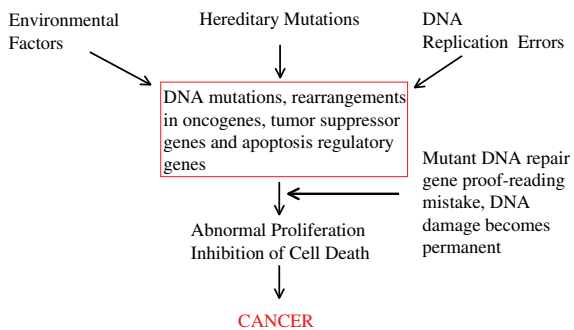 Environmental
Factors
Hereditary Mutations
DNA
Replication Errors
DNA mutations, rearrangements
in oncogenes, tumor suppressor
genes and apoptosis regulatory
genes
Mutant DNA repair
gene proof-reading
mistake, DNA
damage becomes
permanent
Abnormal Proliferation
Inhibition of Cell Death
CANCER